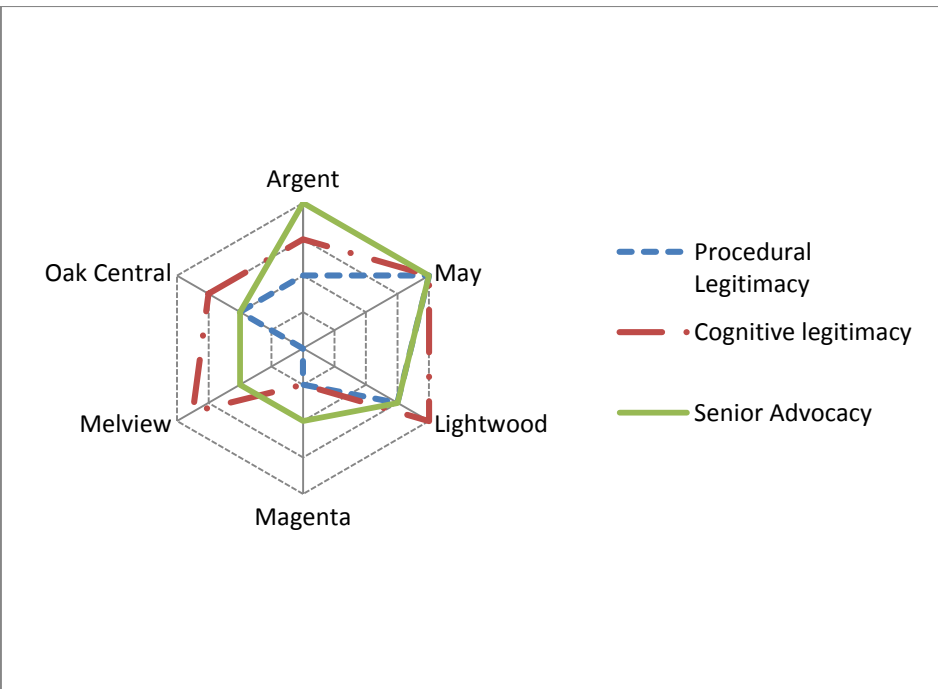 Argent
Oak Central
May
Melview
Lightwood
Magenta
Procedural
Legitimacy
Cognitive legitimacy
Senior Advocacy